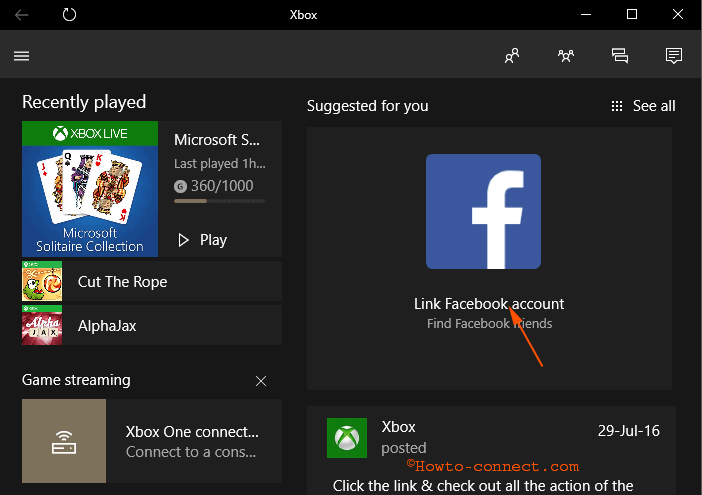 Xbox
Recently played
XBOX LIVE
Microsoft
Solitaire Collection
Microsoft S...
Last played 1h...
G 360/1000
Play
Cut The Rope
AlphaJax
Game streaming
Xbox One connect...
Connect to a cons...
Suggested for you
See all
Link Facebook account
Find Facebook friends
Xbox
posted
29-Jul-16
©Howto-connect.com
Click the link & check out all the action of the